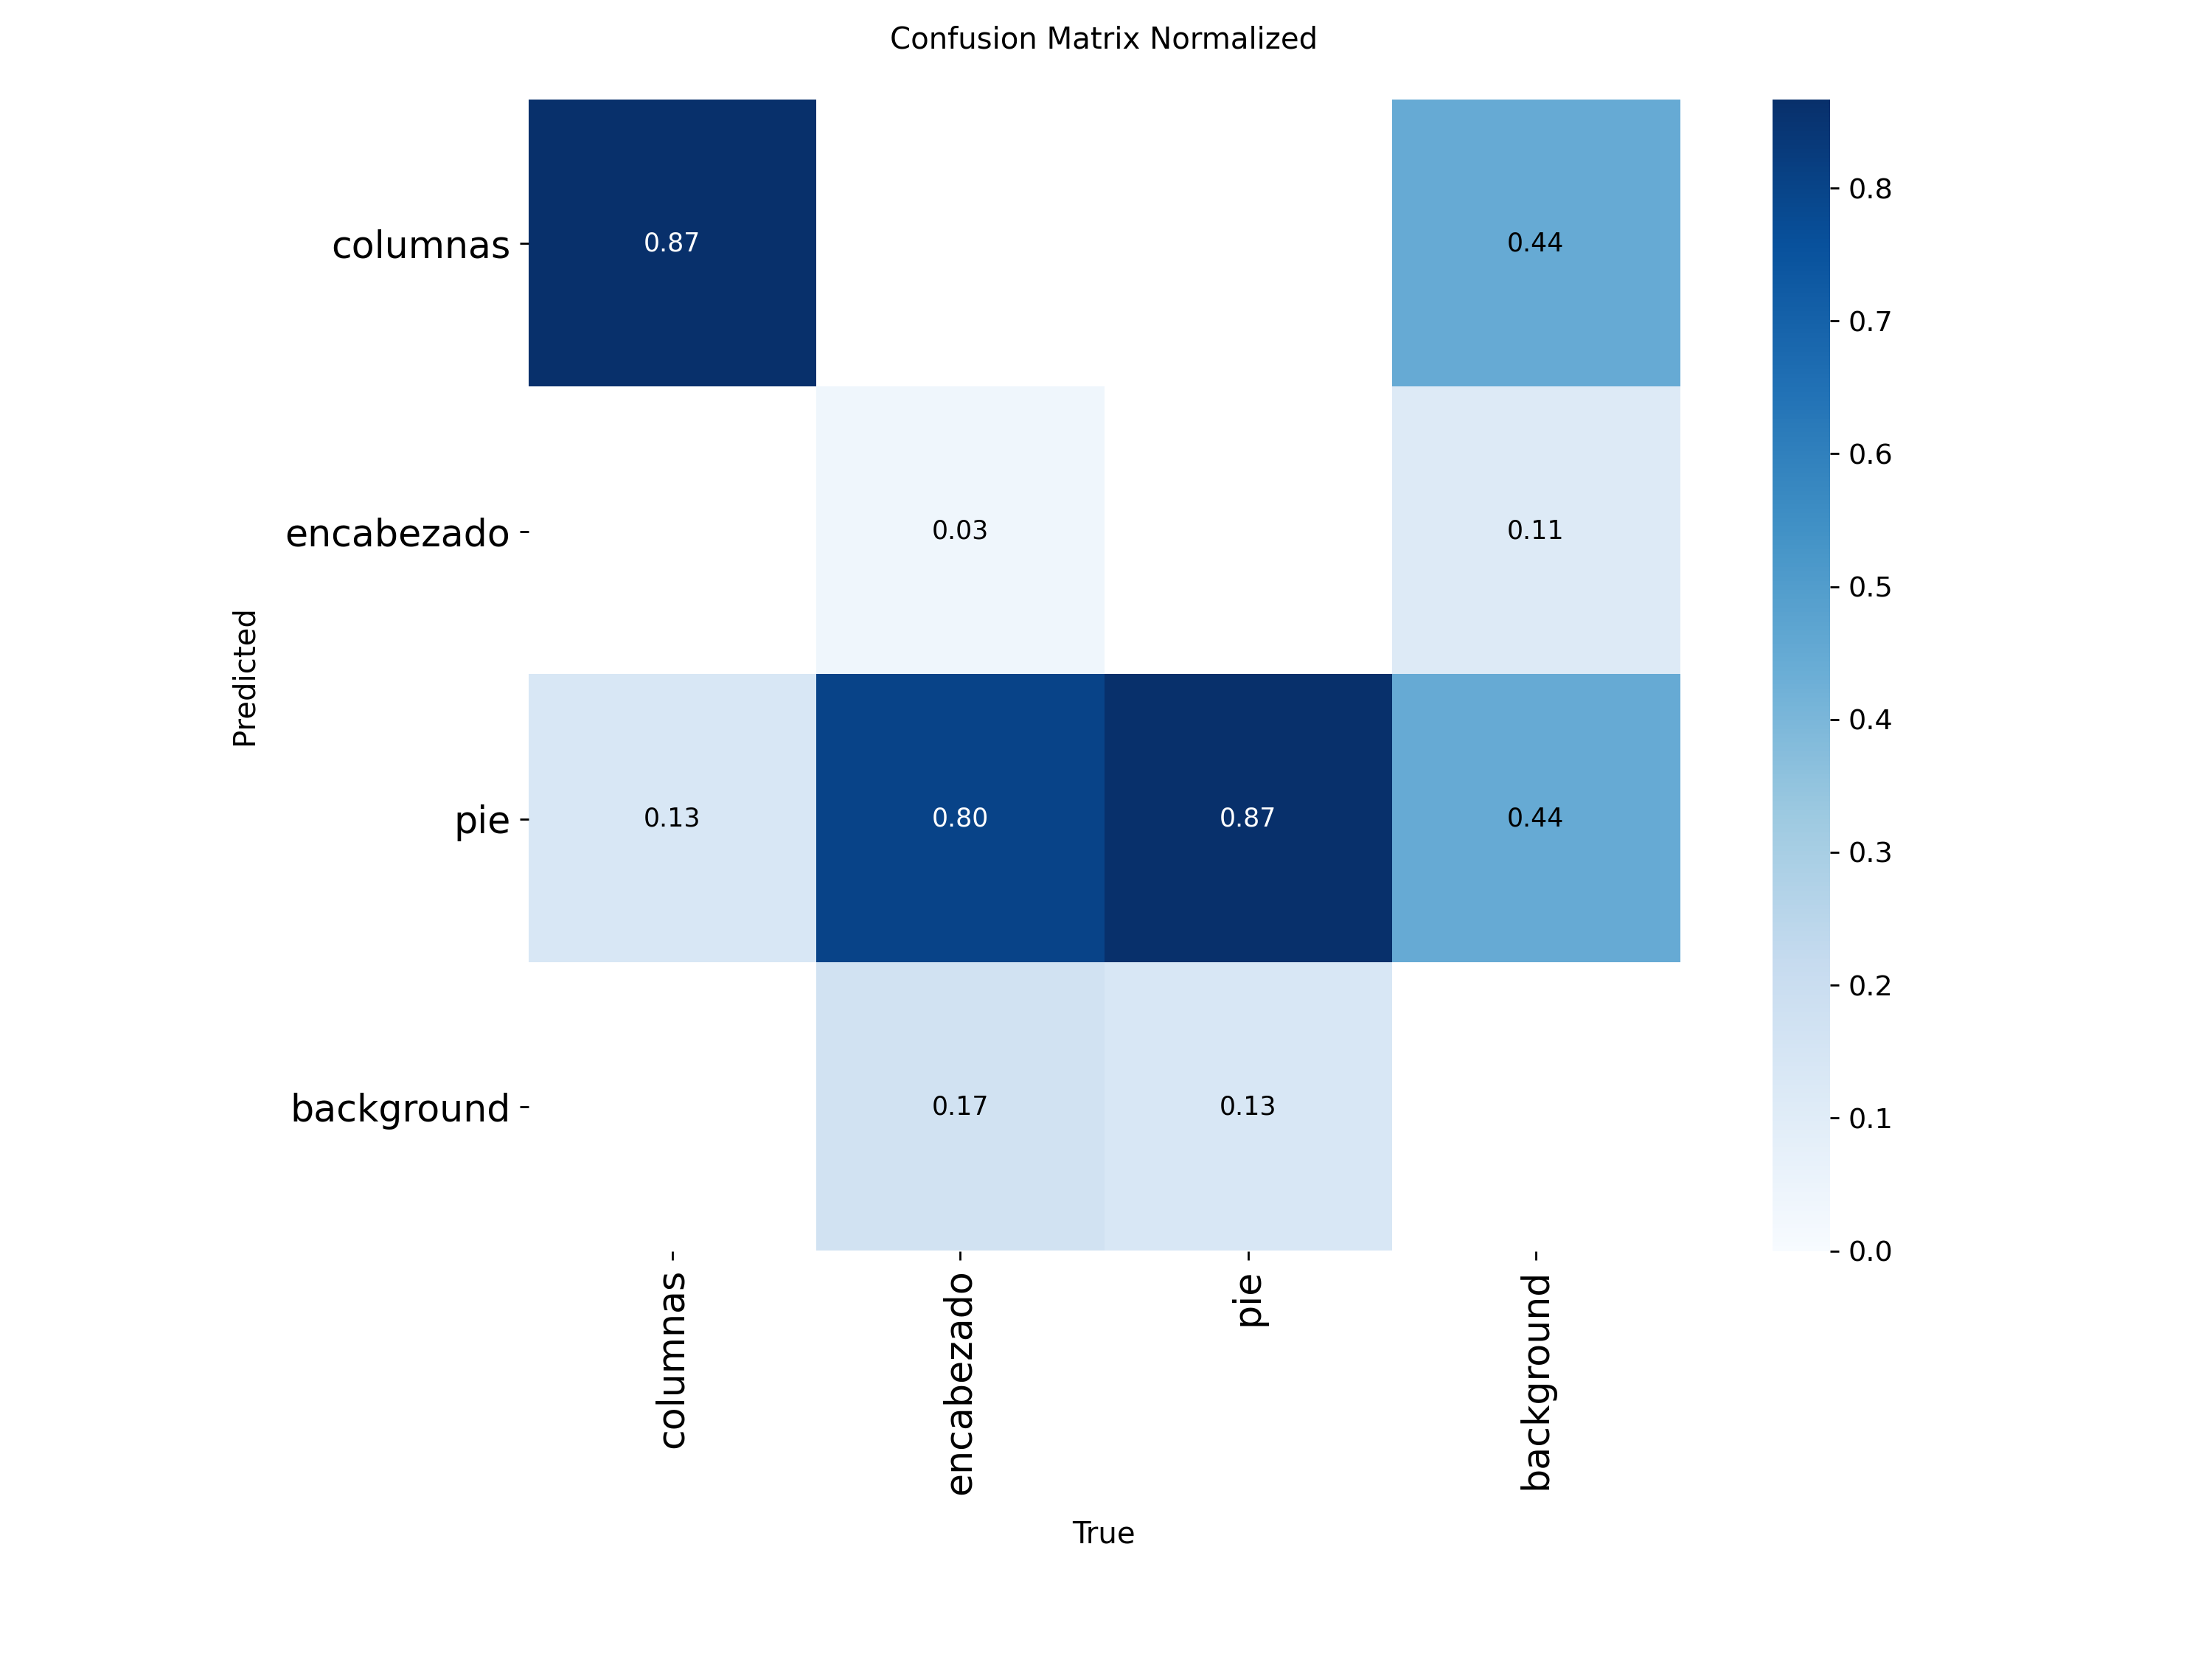 Confusion Matrix Normalized
columnas
0.87
0.44
encabezado
0.03
0.11
pie
0.13
0.80
0.87
0.44
background
0.17
0.13
Predicted
columnas
encabezado
pie
background
True
0.8
0.7
0.6
0.5
0.4
0.3
0.2
0.1
0.0